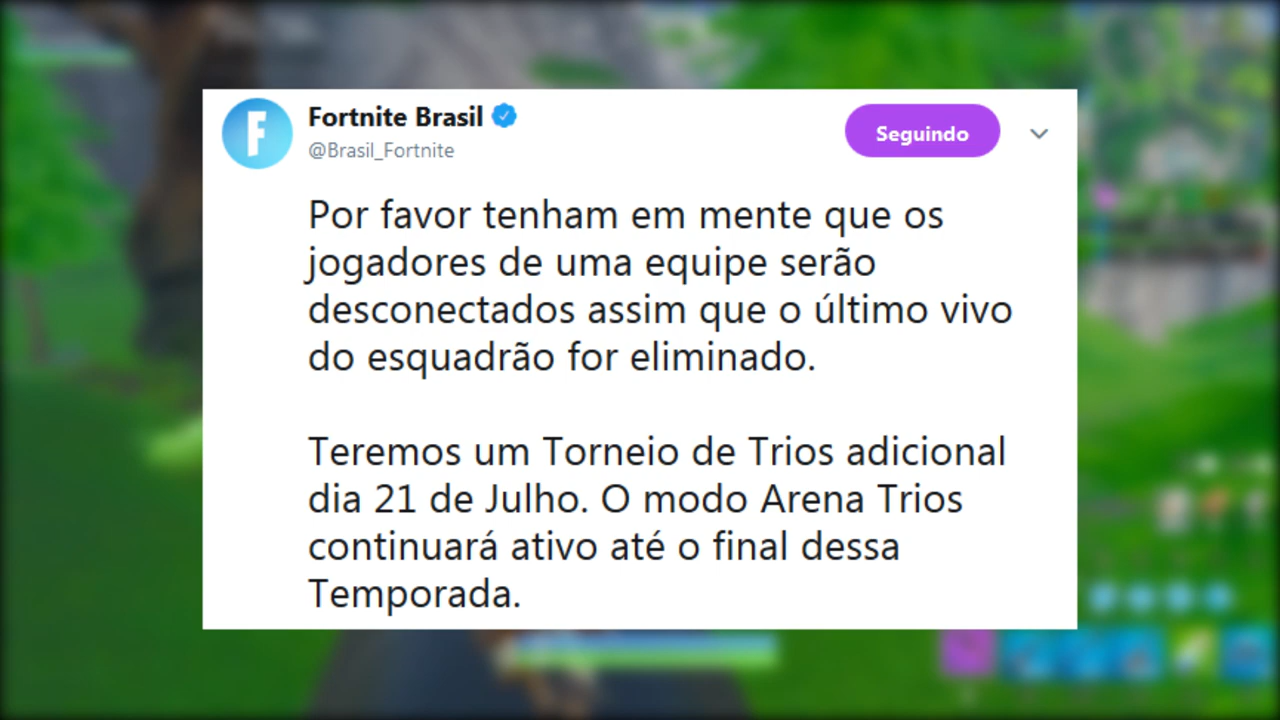 Fortnite Brasil
@Brasil_Fortnite
Seguindo
Por favor tenham em mente que os
jogadores de uma equipe serão
desconectados assim que o último vivo
do esquadrão for eliminado.
Teremos um Torneio de Trios adicional
dia 21 de Julho. O modo Arena Trios
continuará ativo até o final dessa
Temporada.